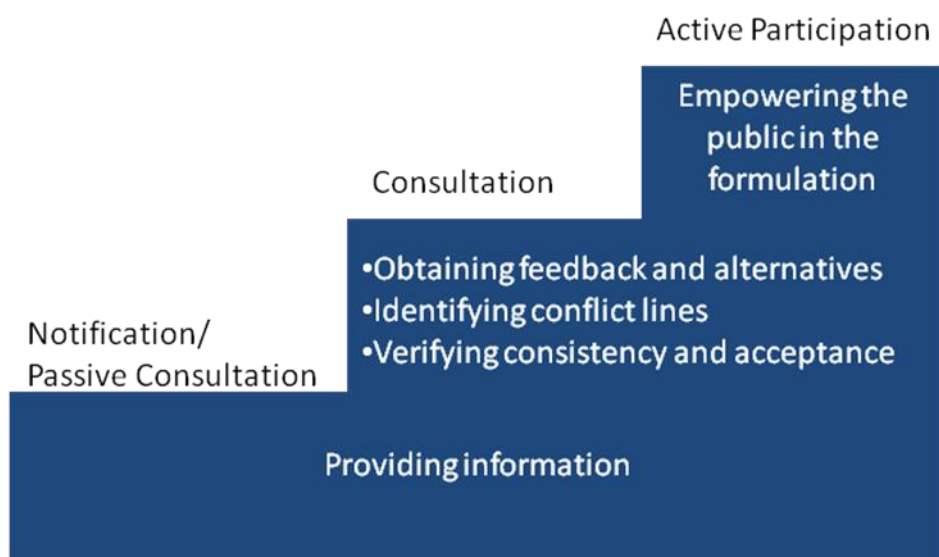 Active Participation
Empowering the
public in the
formulation
Consultation
•Obtaining feedback and alternatives
•Identifying conflict lines
•Verifying consistency and acceptance
Notification/
Passive Consultation
Providing information